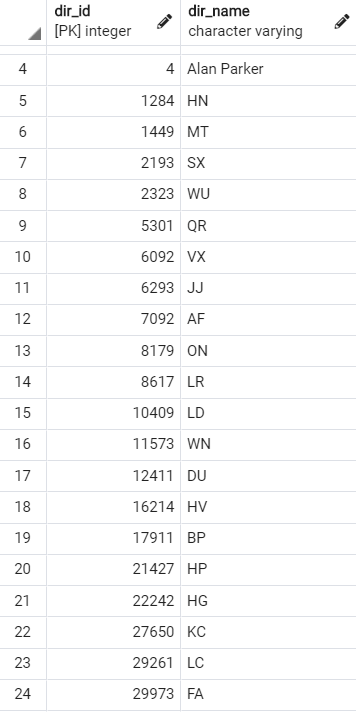 dir_id dir_name
[PK] integer character varying
4 4 Alan Parker
5 1284 HN
6 1449 MT
7 2193 SX
8 2323 WU
9 5301 QR
10 6092 VX
11 6293 JJ
12 7092 AF
13 8179 ON
14 8617 LR
15 10409 LD
16 11573 WN
17 12411 DU
18 16214 HV
19 17911 BP
20 21427 HP
21 22242 HG
22 27650 KC
23 29261 LC
24 29973 FA